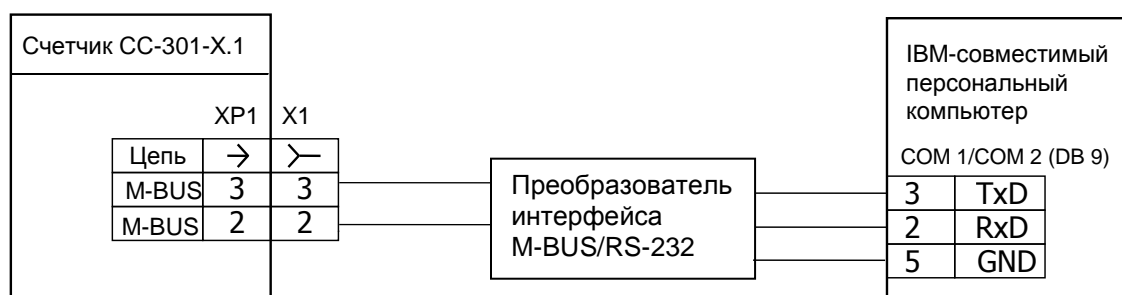 Счетчик СС-301-Х.1
XP1 X1
Цепь
M-BUS 3 3
M-BUS 2 2
Преобразователь
интерфейса
M-BUS/RS-232
IBM-совместимый
персональный
компьютер
COM 1/COM 2 (DB 9)
3 TxD
2 RxD
5 GND